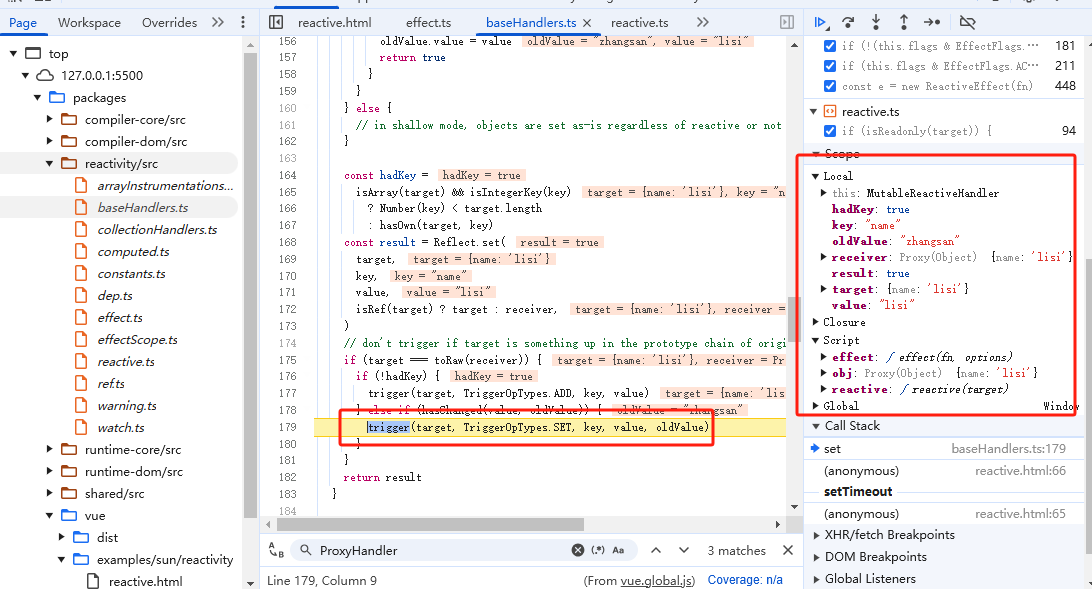 Page
Workspace
Overrides
reactive.html
effect.ts
baseHandlers.ts
reactive.ts
top
127.0.0.1:5500
packages
compiler-core/src
compiler-dom/src
reactivity/src
arrayInstrumentations…
baseHandlers.ts
collectionHandlers.ts
computed.ts
constants.ts
dep.ts
effect.ts
effectScope.ts
reactive.ts
ref.ts
warning.ts
watch.ts
runtime-core/src
runtime-dom/src
shared/src
vue
dist
examples/sun/reactivity
reactive.html
156 oldValue.value = value oldValue = "zhangsan", value = "lisi"
157 return true
158 }
159 }
160 } else {
161 // in shallow mode, objects are set as-is regardless of reactive or not
162 }
163
164 const hadKey = hadKey = true
165 isArray(target) && isIntegerKey(key) target = {name: 'lisi'}, key = "n
166 ? Number(key) < target.length
167 : hasOwn(target, key)
168 const result = Reflect.set( result = true
169 target, target = {name: 'lisi'}
170 key, key = "name"
171 value, value = "lisi"
172 isRef(target) ? target : receiver, target = {name: 'lisi'}, receiver =
173 )
174 // don't trigger if target is something up in the prototype chain of origi
175 if (target === toRaw(receiver)) { target = {name: 'lisi'}, receiver = Pr
176 if (!hadKey) { hadKey = true
177 trigger(target, TriggerOpTypes.ADD, key, value) target = {name: 'lis
178 } else if (hasChanged(value, oldValue)) { oldValue = "zhangsan"
179 trigger(target, TriggerOpTypes.SET, key, value, oldValue)
180 }
181 }
182 return result
183 }
184
ProxyHandler
(.*)
Aa
3 matches
Line 179, Column 9
(From vue.global.js)
Coverage: n/a
if (!(this.flags & EffectFlags.… 181
if (this.flags & EffectFlags.AC… 211
const e = new ReactiveEffect(fn) 448
reactive.ts
if (isReadonly(target)) { 94
Scope
Local
this: MutableReactiveHandler
hadKey: true
key: "name"
oldValue: "zhangsan"
receiver: Proxy(Object) {name: 'lisi'}
result: true
target: {name: 'lisi'}
value: "lisi"
Closure
Script
effect: ƒ effect(fn, options)
obj: Proxy(Object) {name: 'lisi'}
reactive: ƒ reactive(target)
Global Window
Call Stack
set baseHandlers.ts:179
(anonymous) reactive.html:66
setTimeout
(anonymous) reactive.html:65
XHR/fetch Breakpoints
DOM Breakpoints
Global Listeners